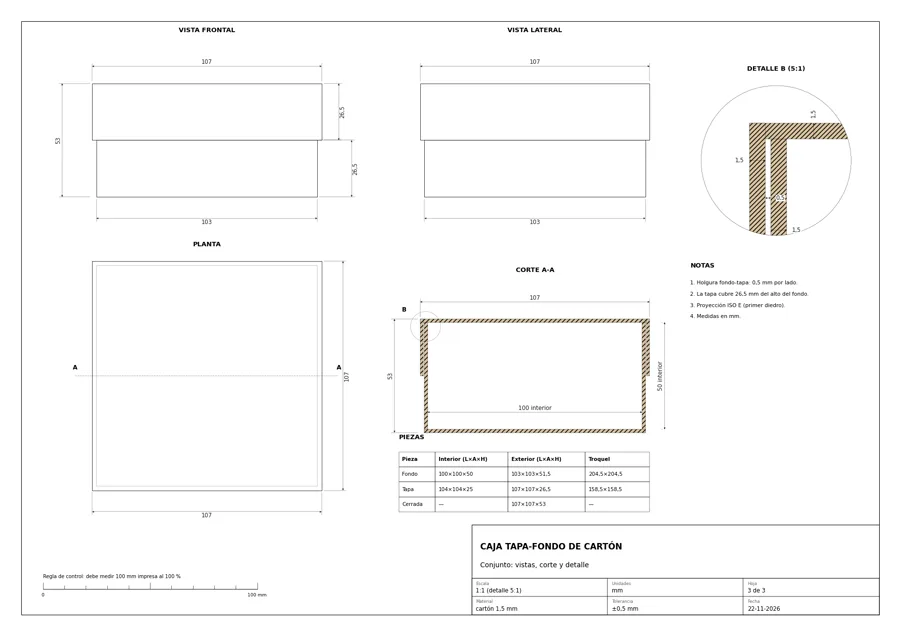 VISTA FRONTAL
107
53
26,5
26,5
103
VISTA LATERAL
107
103
DETALLE B (5:1)
1,5
1,5
0,5
1,5
PLANTA
A
A
107
107
CORTE A-A
107
B
53
50 interior
100 interior
NOTAS
1. Holgura fondo-tapa: 0,5 mm por lado.
2. La tapa cubre 26,5 mm del alto del fondo.
3. Proyección ISO E (primer diedro).
4. Medidas en mm.
PIEZAS
Pieza Interior (L×A×H) Exterior (L×A×H) Troquel
Fondo 100×100×50 103×103×51,5 204,5×204,5
Tapa 104×104×25 107×107×26,5 158,5×158,5
Cerrada — 107×107×53 —
Regla de control: debe medir 100 mm impresa al 100 %
0 100 mm
CAJA TAPA-FONDO DE CARTÓN
Conjunto: vistas, corte y detalle
Escala Unidades Hoja
1:1 (detalle 5:1) mm 3 de 3
Material Tolerancia Fecha
cartón 1,5 mm ±0.5 mm 22-11-2026